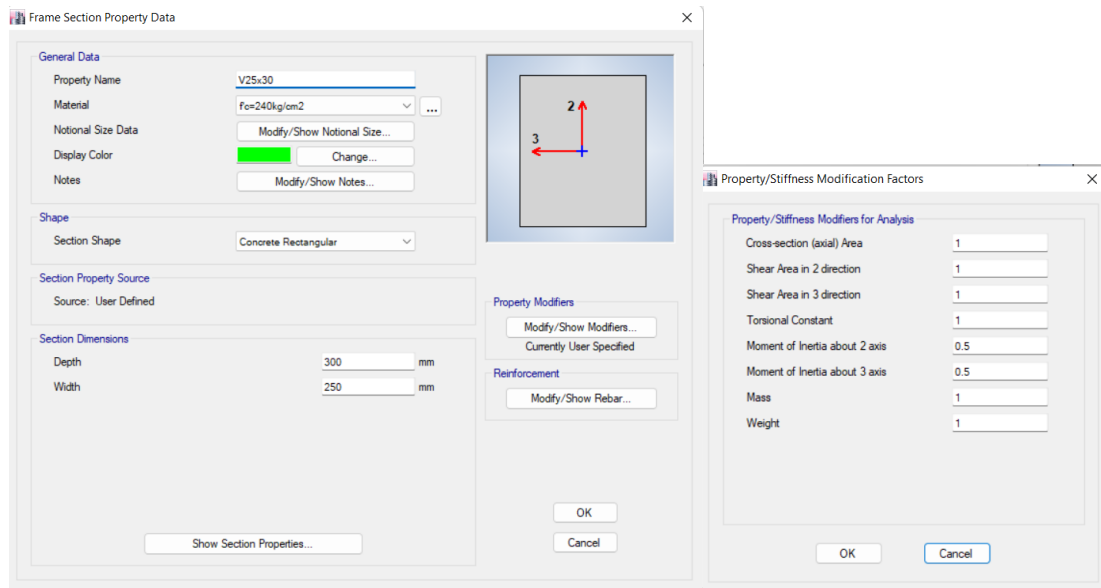 Frame Section Property Data
General Data
Property Name V25x30
Material f'c=240kg/cm2 ...
Notional Size Data Modify/Show Notional Size...
Display Color Change...
Notes Modify/Show Notes...
Shape
Section Shape Concrete Rectangular
Section Property Source
Source: User Defined
Section Dimensions
Depth 300 mm
Width 250 mm
Show Section Properties...
2
3
Property Modifiers
Modify/Show Modifiers...
Currently User Specified
Reinforcement
Modify/Show Rebar...
OK
Cancel
Property/Stiffness Modification Factors
Property/Stiffness Modifiers for Analysis
Cross-section (axial) Area 1
Shear Area in 2 direction 1
Shear Area in 3 direction 1
Torsional Constant 1
Moment of Inertia about 2 axis 0.5
Moment of Inertia about 3 axis 0.5
Mass 1
Weight 1
OK Cancel